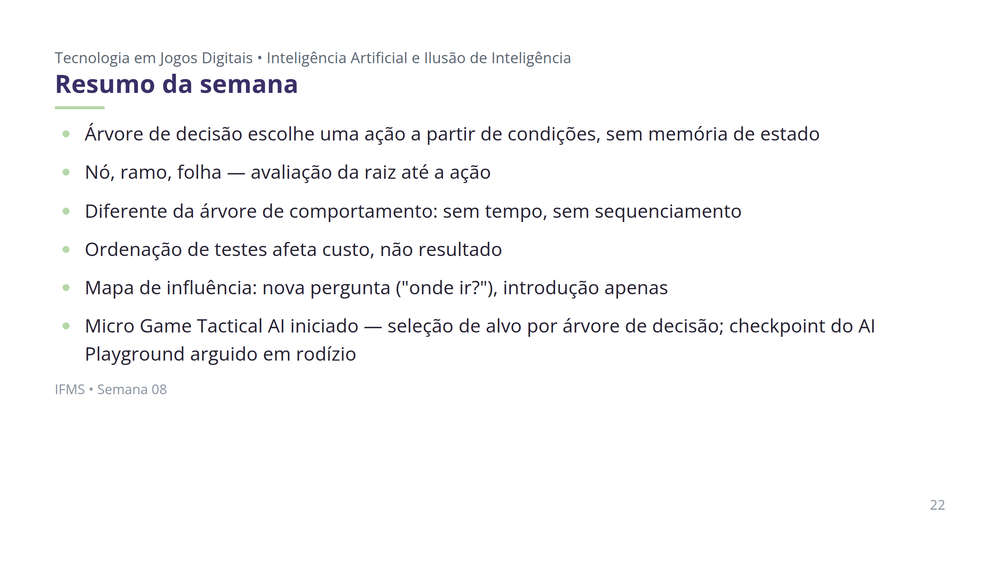 Tecnologia em Jogos Digitais • Inteligência Artificial e Ilusão de Inteligência
Resumo da semana
• Árvore de decisão escolhe uma ação a partir de condições, sem memória de estado
• Nó, ramo, folha — avaliação da raiz até a ação
• Diferente da árvore de comportamento: sem tempo, sem sequenciamento
• Ordenação de testes afeta custo, não resultado
• Mapa de influência: nova pergunta ("onde ir?"), introdução apenas
• Micro Game Tactical AI iniciado — seleção de alvo por árvore de decisão; checkpoint do AI
Playground arguido em rodízio
IFMS • Semana 08
22